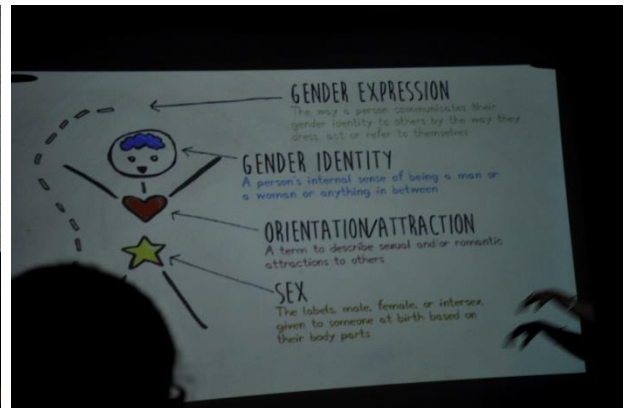 GENDER EXPRESSION
The way a person communicates their
gender identity to others by the way they
dress, act or refer to themselves
GENDER IDENTITY
A person's internal sense of being a man or
a woman or anything in between
ORIENTATION/ATTRACTION
A term to describe sexual and/or romantic
attractions to others
SEX
The labels, male, female, or intersex,
given to someone at birth based on
their body parts